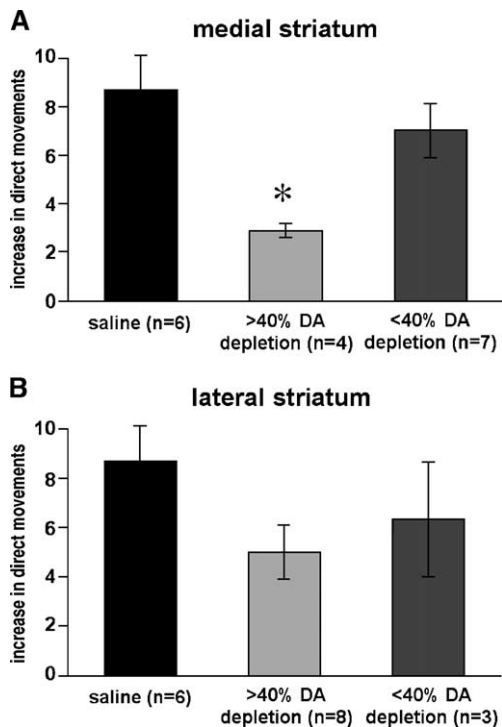 A
medial striatum
increase in direct movements
10
8
6
4
2
0
*
saline (n=6)
>40% DA
depletion (n=4)
<40% DA
depletion (n=7)
B
lateral striatum
increase in direct movements
10
8
6
4
2
0
saline (n=6)
>40% DA
depletion (n=8)
<40% DA
depletion (n=3)